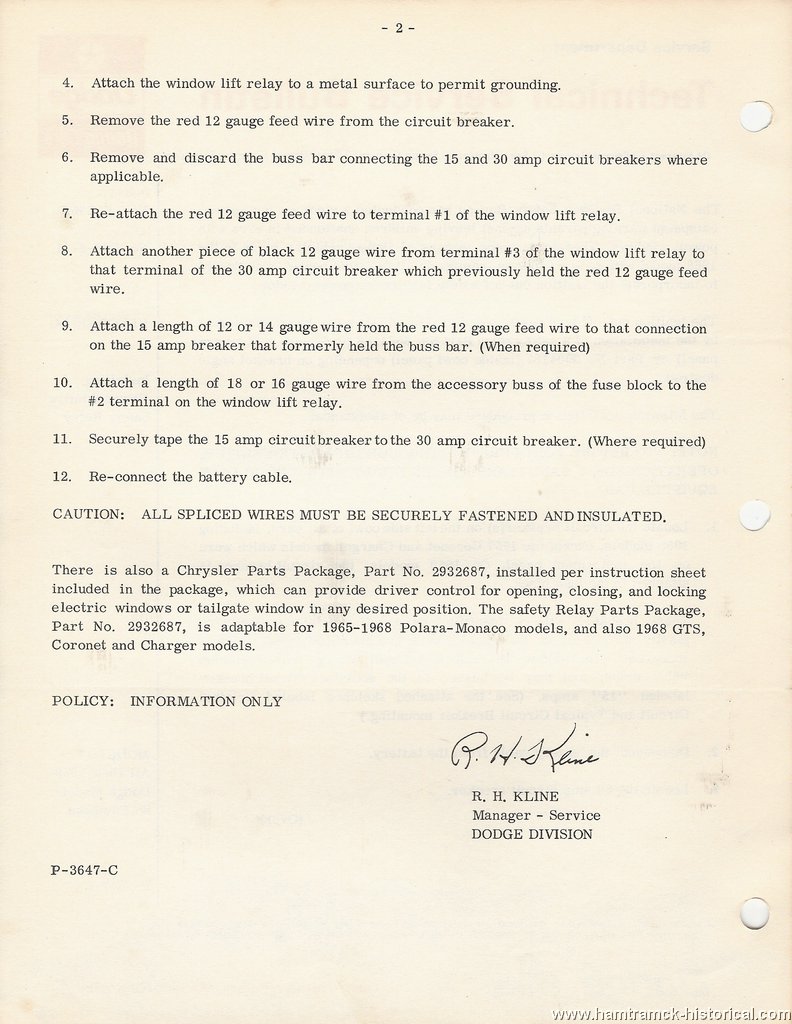 - 2 -
4. Attach the window lift relay to a metal surface to permit grounding.
5. Remove the red 12 gauge feed wire from the circuit breaker.
6. Remove and discard the buss bar connecting the 15 and 30 amp circuit breakers where
applicable.
7. Re-attach the red 12 gauge feed wire to terminal #1 of the window lift relay.
8. Attach another piece of black 12 gauge wire from terminal #3 of the window lift relay to
that terminal of the 30 amp circuit breaker which previously held the red 12 gauge feed
wire.
9. Attach a length of 12 or 14 gauge wire from the red 12 gauge feed wire to that connection
on the 15 amp breaker that formerly held the buss bar. (When required)
10. Attach a length of 18 or 16 gauge wire from the accessory buss of the fuse block to the
#2 terminal on the window lift relay.
11. Securely tape the 15 amp circuit breaker to the 30 amp circuit breaker. (Where required)
12. Re-connect the battery cable.
CAUTION: ALL SPLICED WIRES MUST BE SECURELY FASTENED AND INSULATED.
There is also a Chrysler Parts Package, Part No. 2932687, installed per instruction sheet
included in the package, which can provide driver control for opening, closing, and locking
electric windows or tailgate window in any desired position. The safety Relay Parts Package,
Part No. 2932687, is adaptable for 1965-1968 Polara-Monaco models, and also 1968 GTS,
Coronet and Charger models.
POLICY: INFORMATION ONLY
R. H. Kline
R. H. KLINE
Manager - Service
DODGE DIVISION
P-3647-C
www.hamtramck-historical.com